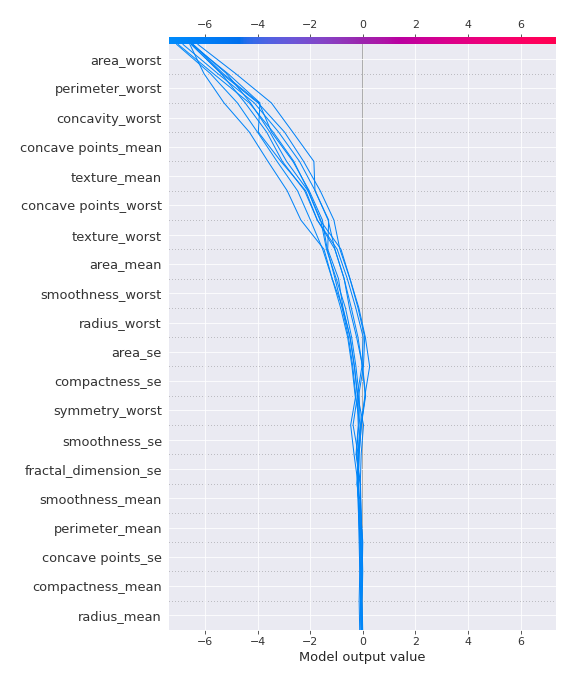 −6 −4 −2 0 2 4 6
area_worst
perimeter_worst
concavity_worst
concave points_mean
texture_mean
concave points_worst
texture_worst
area_mean
smoothness_worst
radius_worst
area_se
compactness_se
symmetry_worst
smoothness_se
fractal_dimension_se
smoothness_mean
perimeter_mean
concave points_se
compactness_mean
radius_mean
−6 −4 −2 0 2 4 6
Model output value